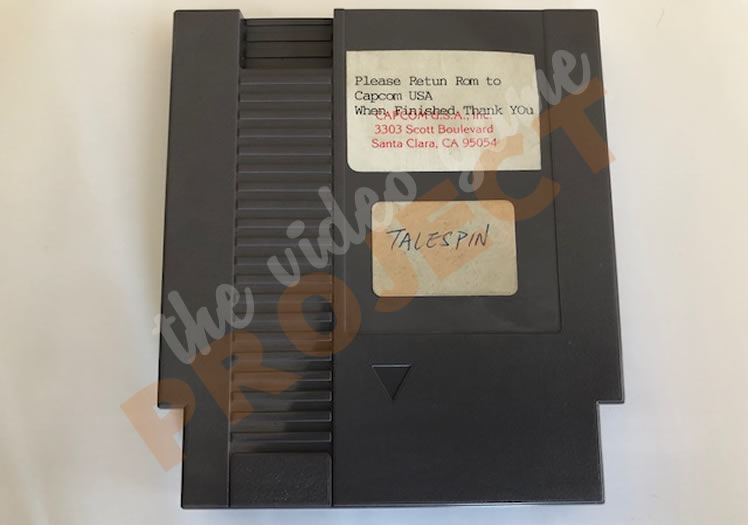 Please Retun Rom to
Capcom USA
When Finished Thank YOu
CAPCOM U.S.A., Inc.
3303 Scott Boulevard
Santa Clara, CA 95054
TALESPIN
the video game
PROJECT